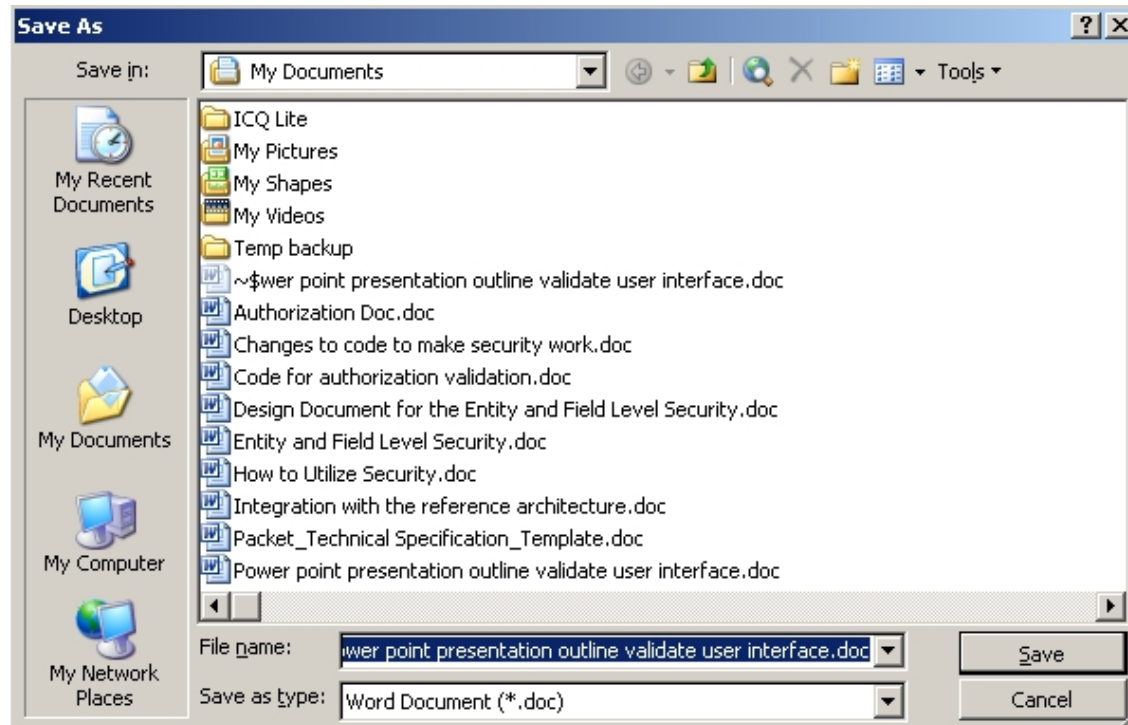 Save As
Save in:
My Documents
Tools
My Recent
Documents
Desktop
My Documents
My Computer
My Network
Places
ICQ Lite
My Pictures
My Shapes
My Videos
Temp backup
~$wer point presentation outline validate user interface.doc
Authorization Doc.doc
Changes to code to make security work.doc
Code for authorization validation.doc
Design Document for the Entity and Field Level Security.doc
Entity and Field Level Security.doc
How to Utilize Security.doc
Integration with the reference architecture.doc
Packet_Technical Specification_Template.doc
Power point presentation outline validate user interface.doc
File name:
wer point presentation outline validate user interface.doc
Save
Save as type:
Word Document (*.doc)
Cancel